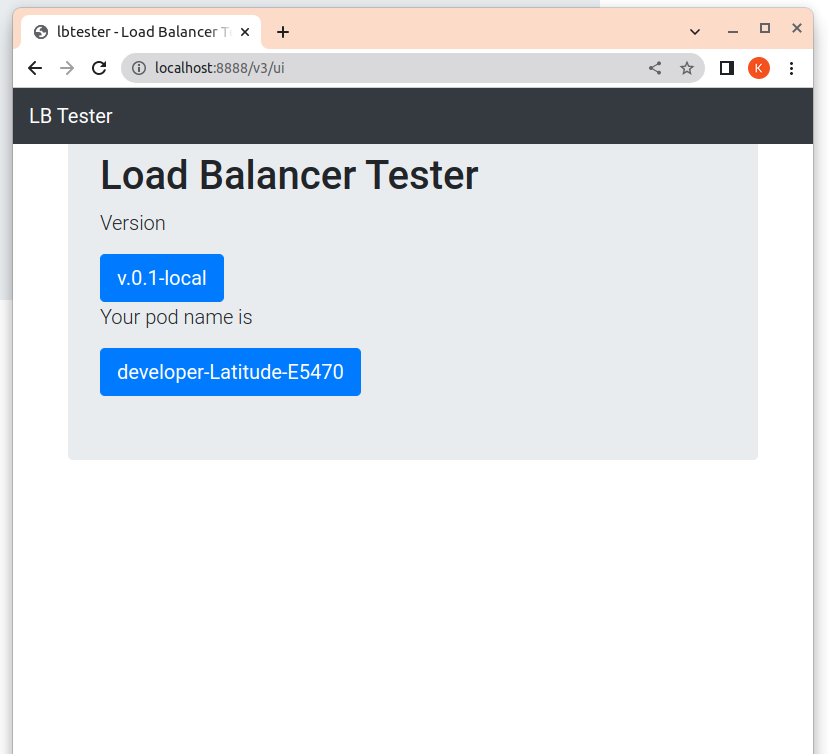 lbtester - Load Balancer T
localhost:8888/v3/ui
K
LB Tester
Load Balancer Tester
Version
v.0.1-local
Your pod name is
developer-Latitude-E5470